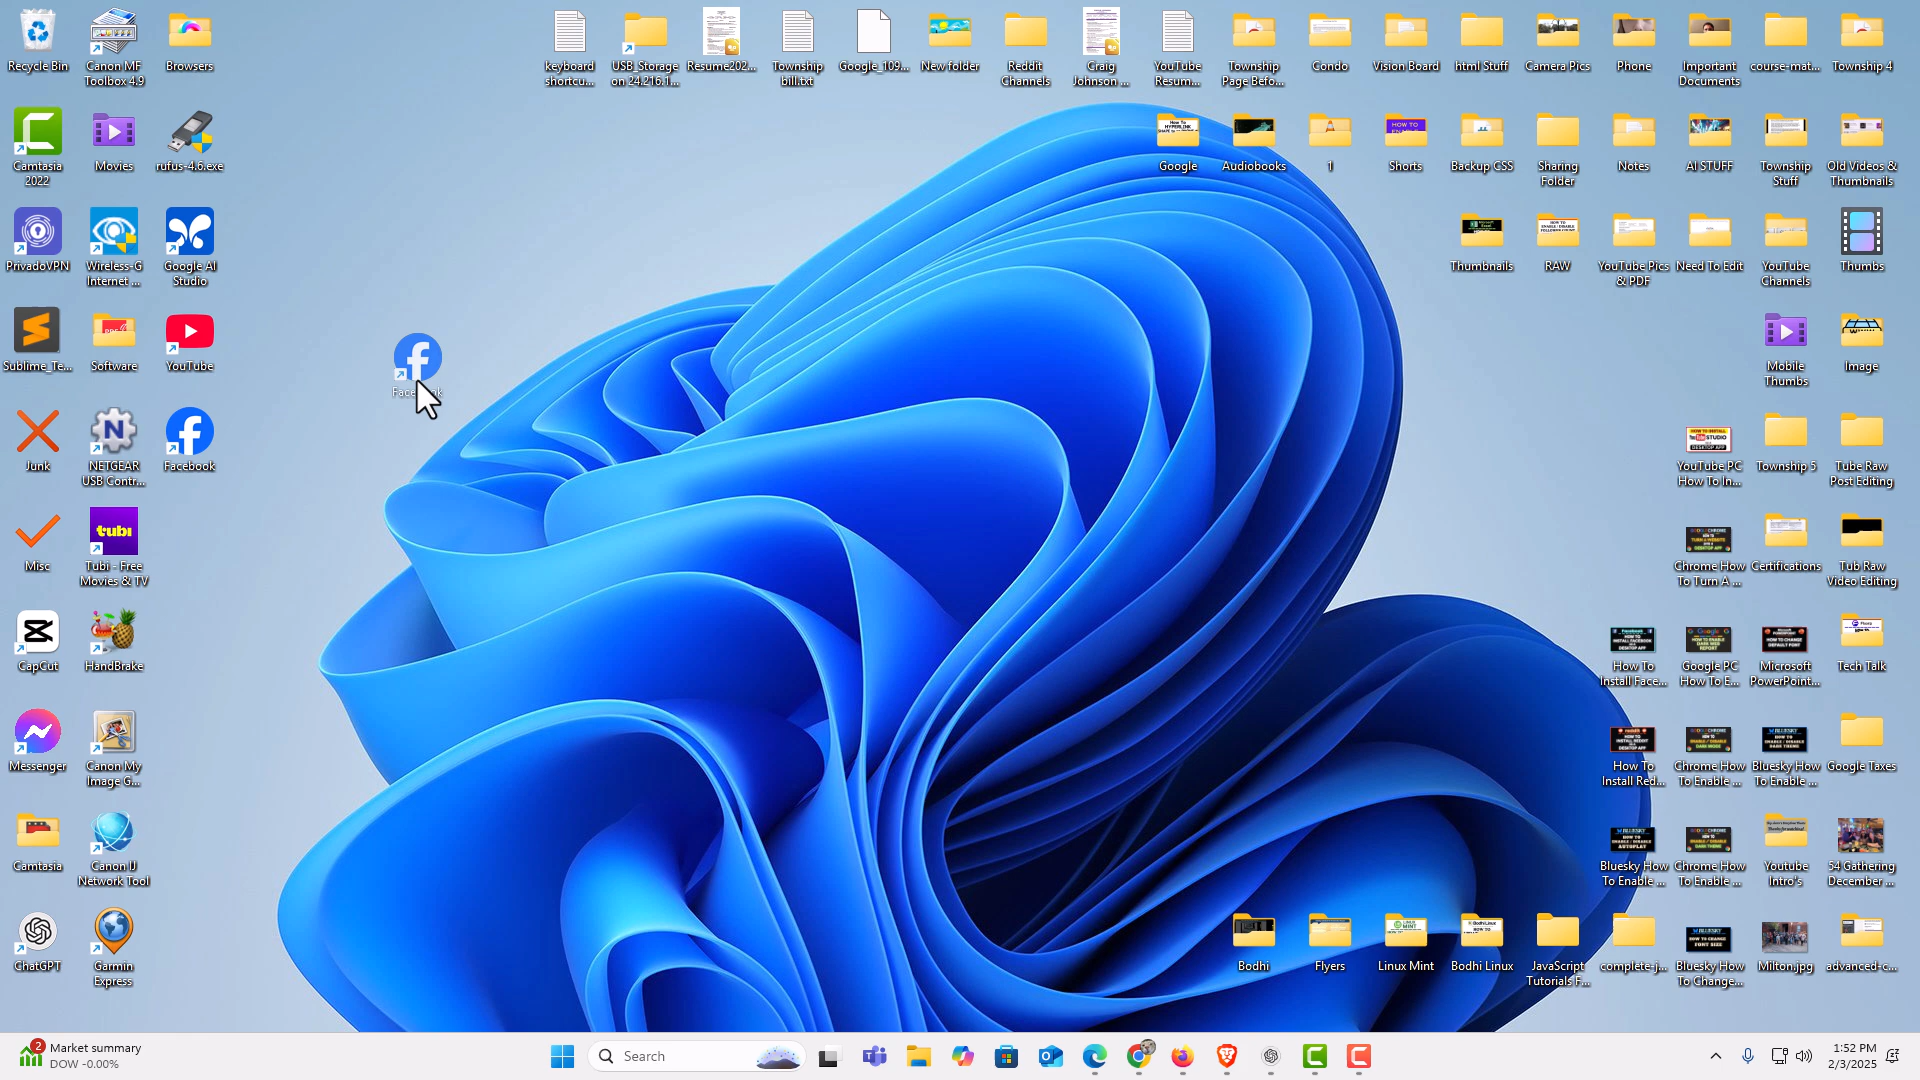 Recycle Bin
Canon MF
Toolbox 4.9
Browsers
keyboard
shortcu...
USB_Storage
on 24.216.1...
Resume202...
Township
bill.txt
Google_109...
New folder
Reddit
Channels
Craig
Johnson ...
YouTube
Resum...
Township
Page Befo...
Condo
Vision Board
html Stuff
Camera Pics
Phone
Important
Documents
course-mat...
Township 4
Camtasia
2022
Movies
rufus-4.6.exe
Google
Audiobooks
1
Shorts
Backup CSS
Sharing
Folder
Notes
AI STUFF
Township
Stuff
Old Videos &
Thumbnails
PrivadoVPN
Wireless-G
Internet ...
Google AI
Studio
Thumbnails
RAW
YouTube Pics
& PDF
Need To Edit
YouTube
Channels
Thumbs
Sublime_Te...
Software
YouTube
Mobile
Thumbs
Image
Junk
NETGEAR
USB Contr...
Facebook
YouTube PC
How To In...
Township 5
Tube Raw
Post Editing
Misc
tubi
Tubi - Free
Movies & TV
Chrome How
To Turn A ...
Certifications
Tub Raw
Video Editing
CapCut
HandBrake
How To
Install Face...
Google PC
How To E...
Microsoft
PowerPoint...
Tech Talk
Messenger
Canon My
Image G...
How To
Install Red...
Chrome How
To Enable ...
Bluesky How
To Enable ...
Google Taxes
Camtasia
Canon IJ
Network Tool
Bluesky How
To Enable ...
Chrome How
To Enable ...
Youtube
Intro's
54 Gathering
December ...
ChatGPT
Garmin
Express
Bodhi
Flyers
Linux Mint
Bodhi Linux
JavaScript
Tutorials F...
complete-j...
Bluesky How
To Change...
Milton.jpg
advanced-c...
2
Market summary
DOW -0.00%
Search
1:52 PM
2/3/2025